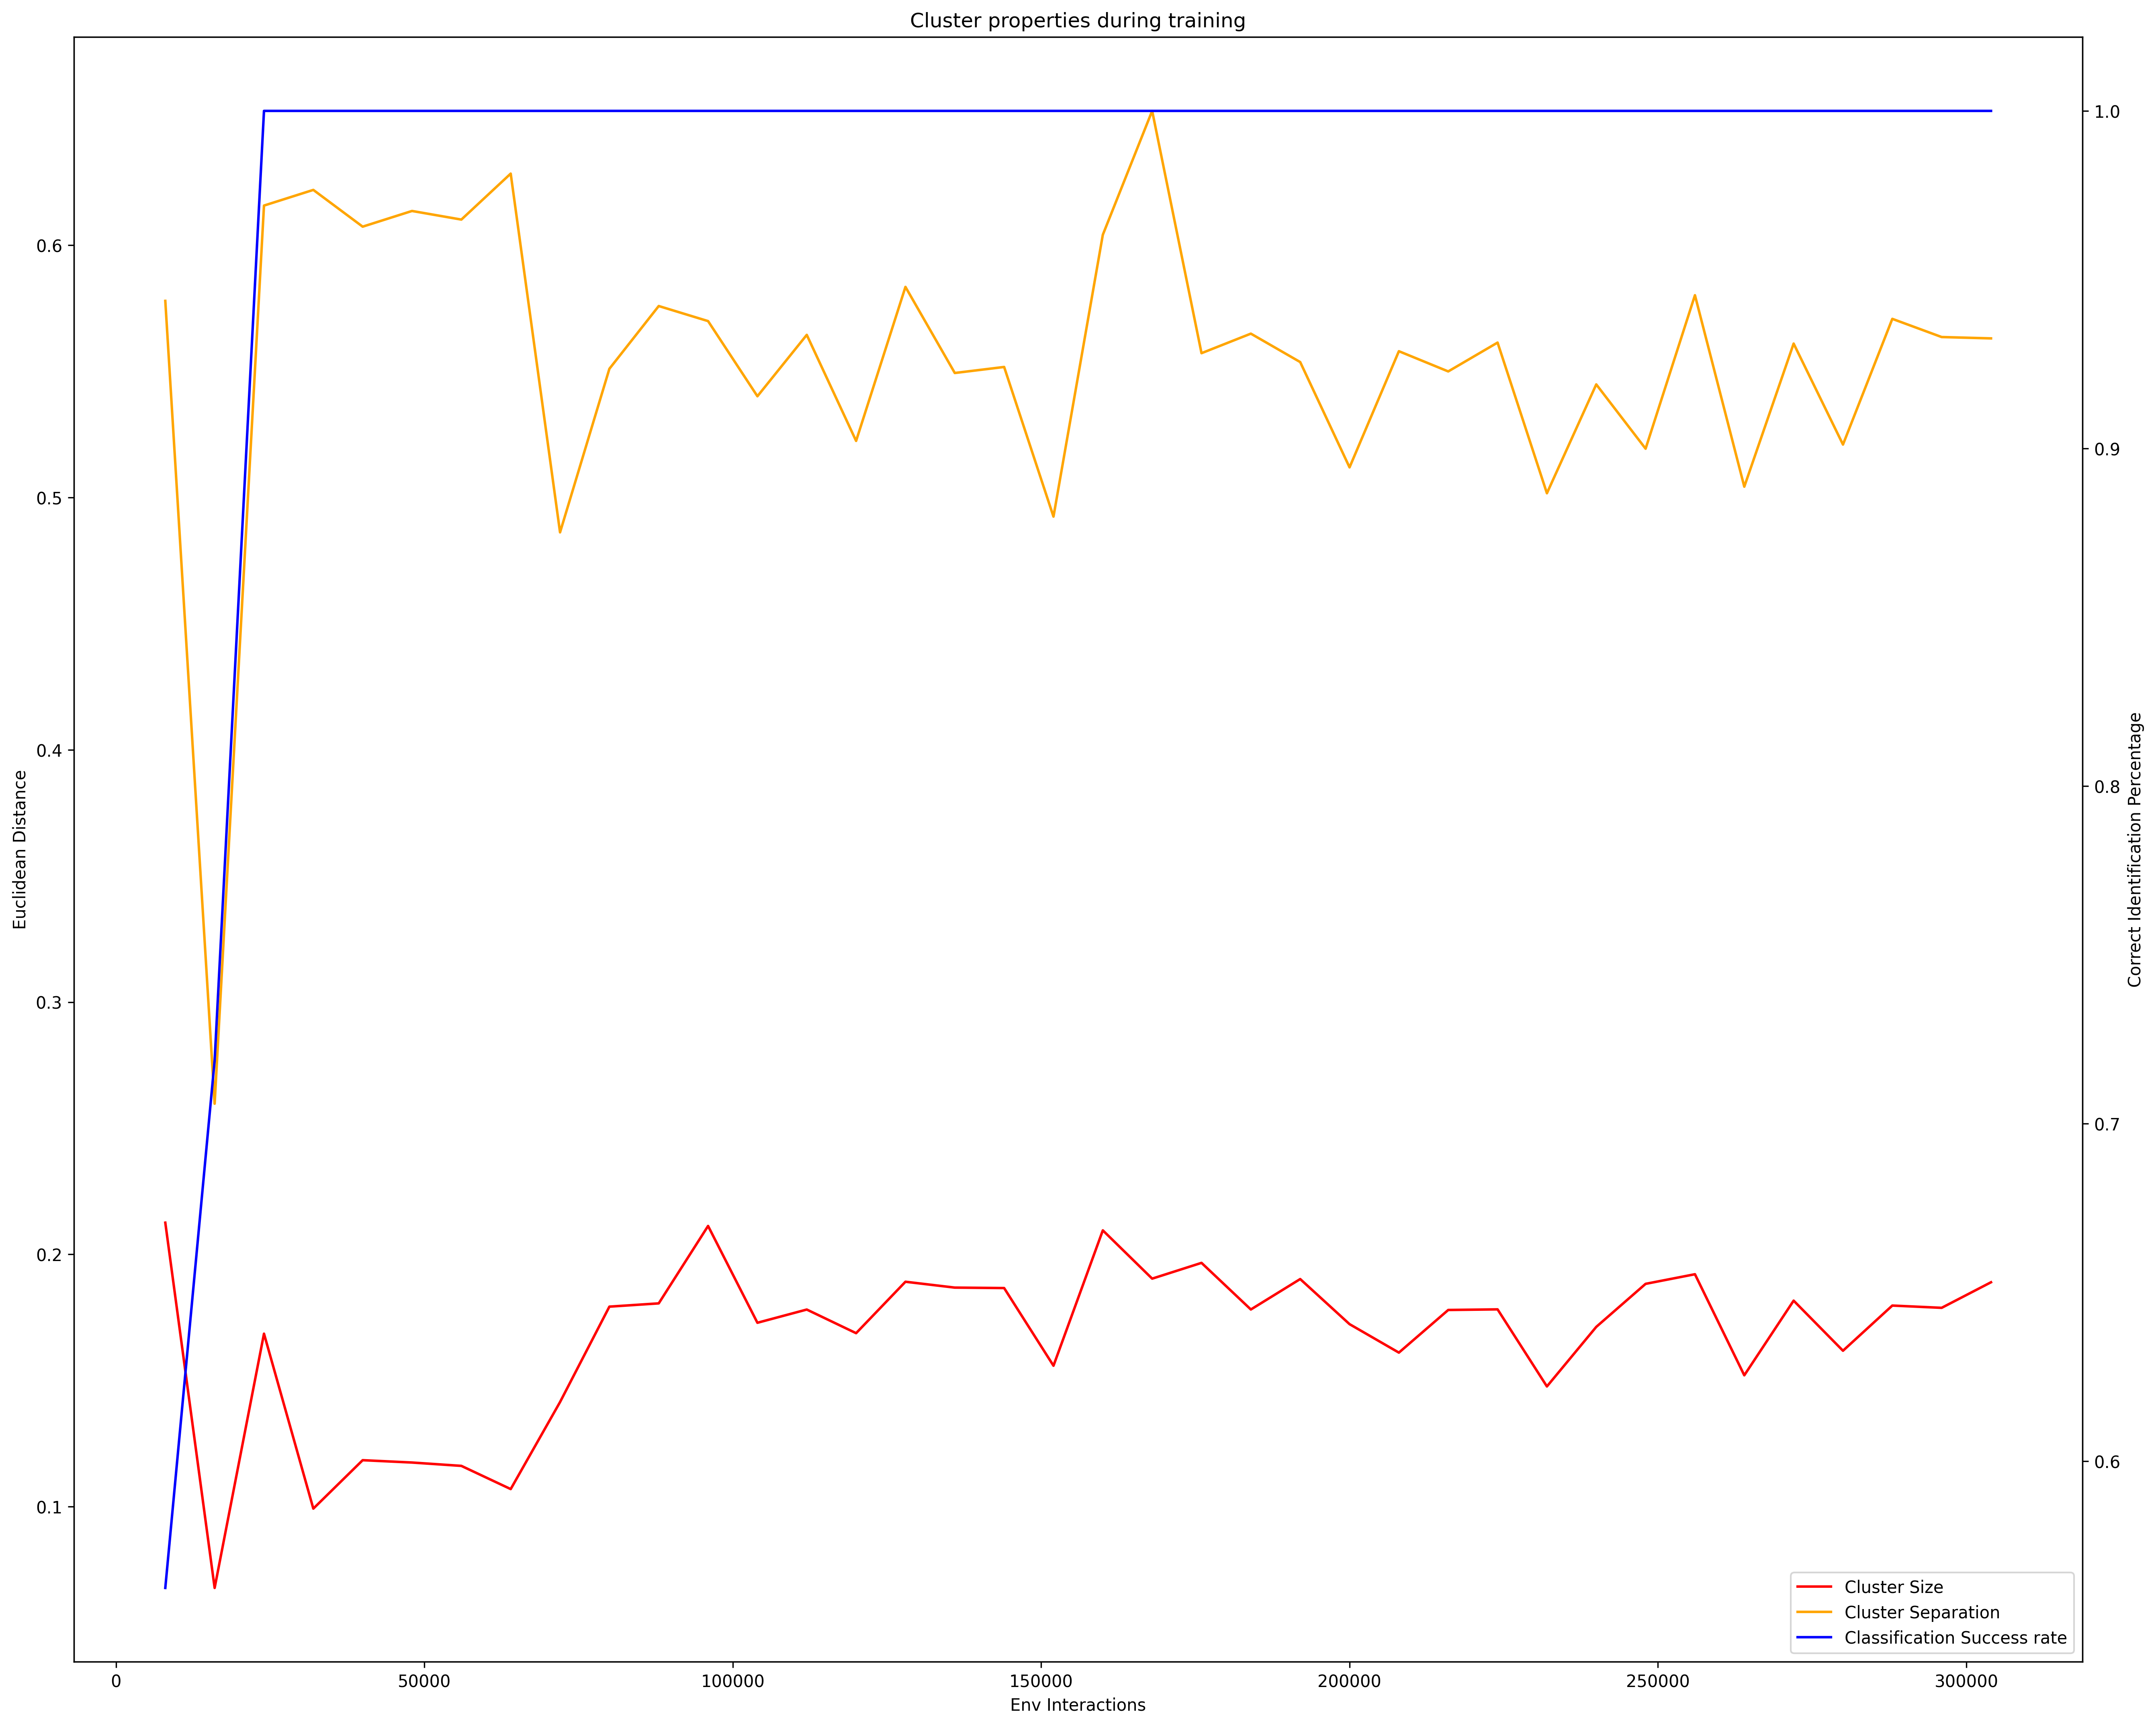 Cluster properties during training
0.6
0.5
0.4
0.3
0.2
0.1
Euclidean Distance
1.0
0.9
0.8
0.7
0.6
Correct Identification Percentage
Cluster Size
Cluster Separation
Classification Success rate
0 50000 100000 150000 200000 250000 300000
Env Interactions